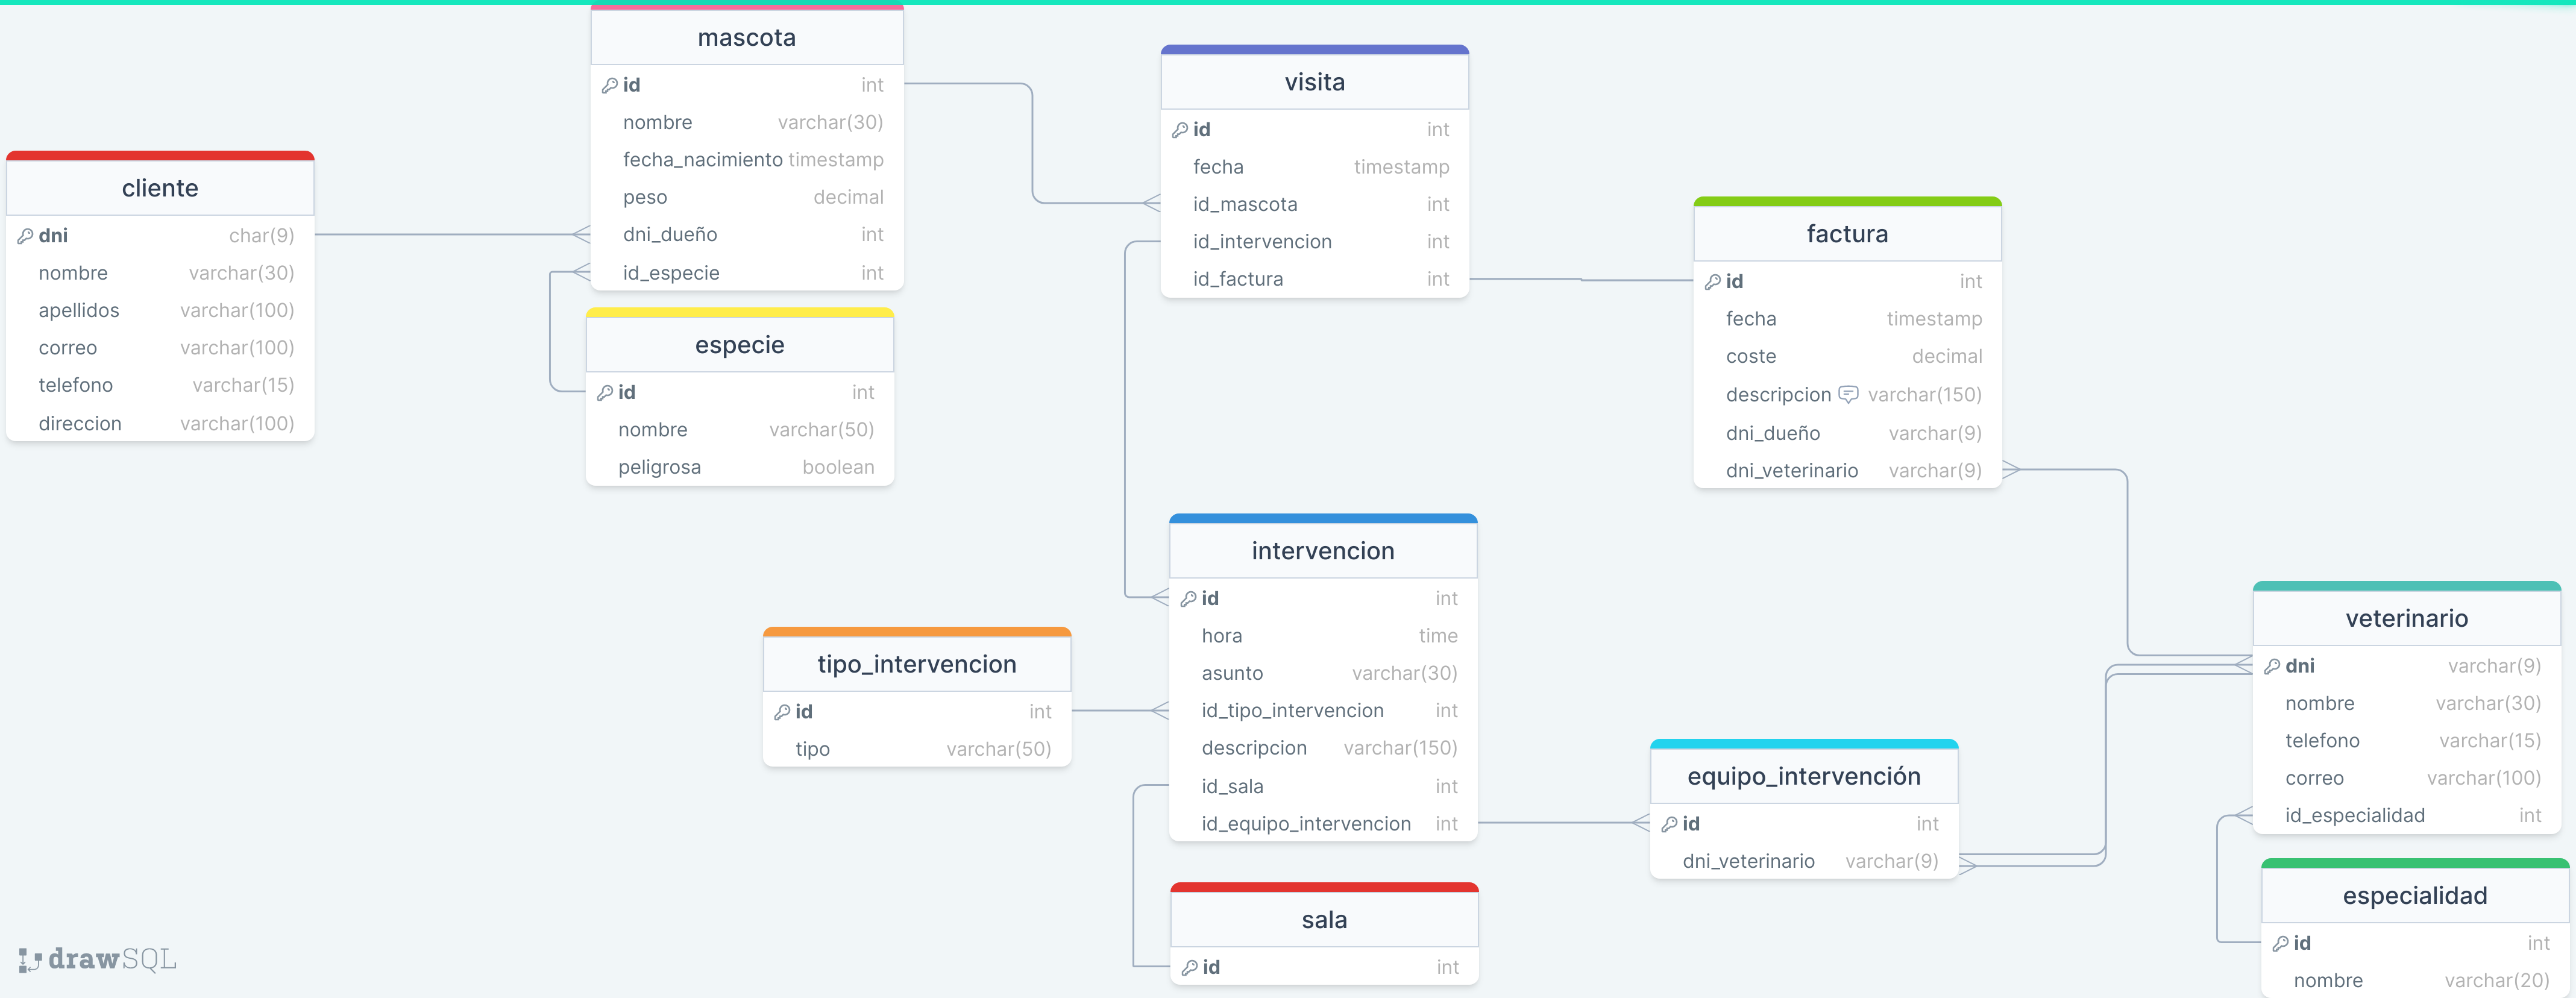 cliente
dni char(9)
nombre varchar(30)
apellidos varchar(100)
correo varchar(100)
telefono varchar(15)
direccion varchar(100)
mascota
id int
nombre varchar(30)
fecha_nacimiento timestamp
peso decimal
dni_dueño int
id_especie int
especie
id int
nombre varchar(50)
peligrosa boolean
visita
id int
fecha timestamp
id_mascota int
id_intervencion int
id_factura int
factura
id int
fecha timestamp
coste decimal
descripcion varchar(150)
dni_dueño varchar(9)
dni_veterinario varchar(9)
tipo_intervencion
id int
tipo varchar(50)
intervencion
id int
hora time
asunto varchar(30)
id_tipo_intervencion int
descripcion varchar(150)
id_sala int
id_equipo_intervencion int
sala
id int
equipo_intervención
id int
dni_veterinario varchar(9)
veterinario
dni varchar(9)
nombre varchar(30)
telefono varchar(15)
correo varchar(100)
id_especialidad int
especialidad
id int
nombre varchar(20)
drawSQL